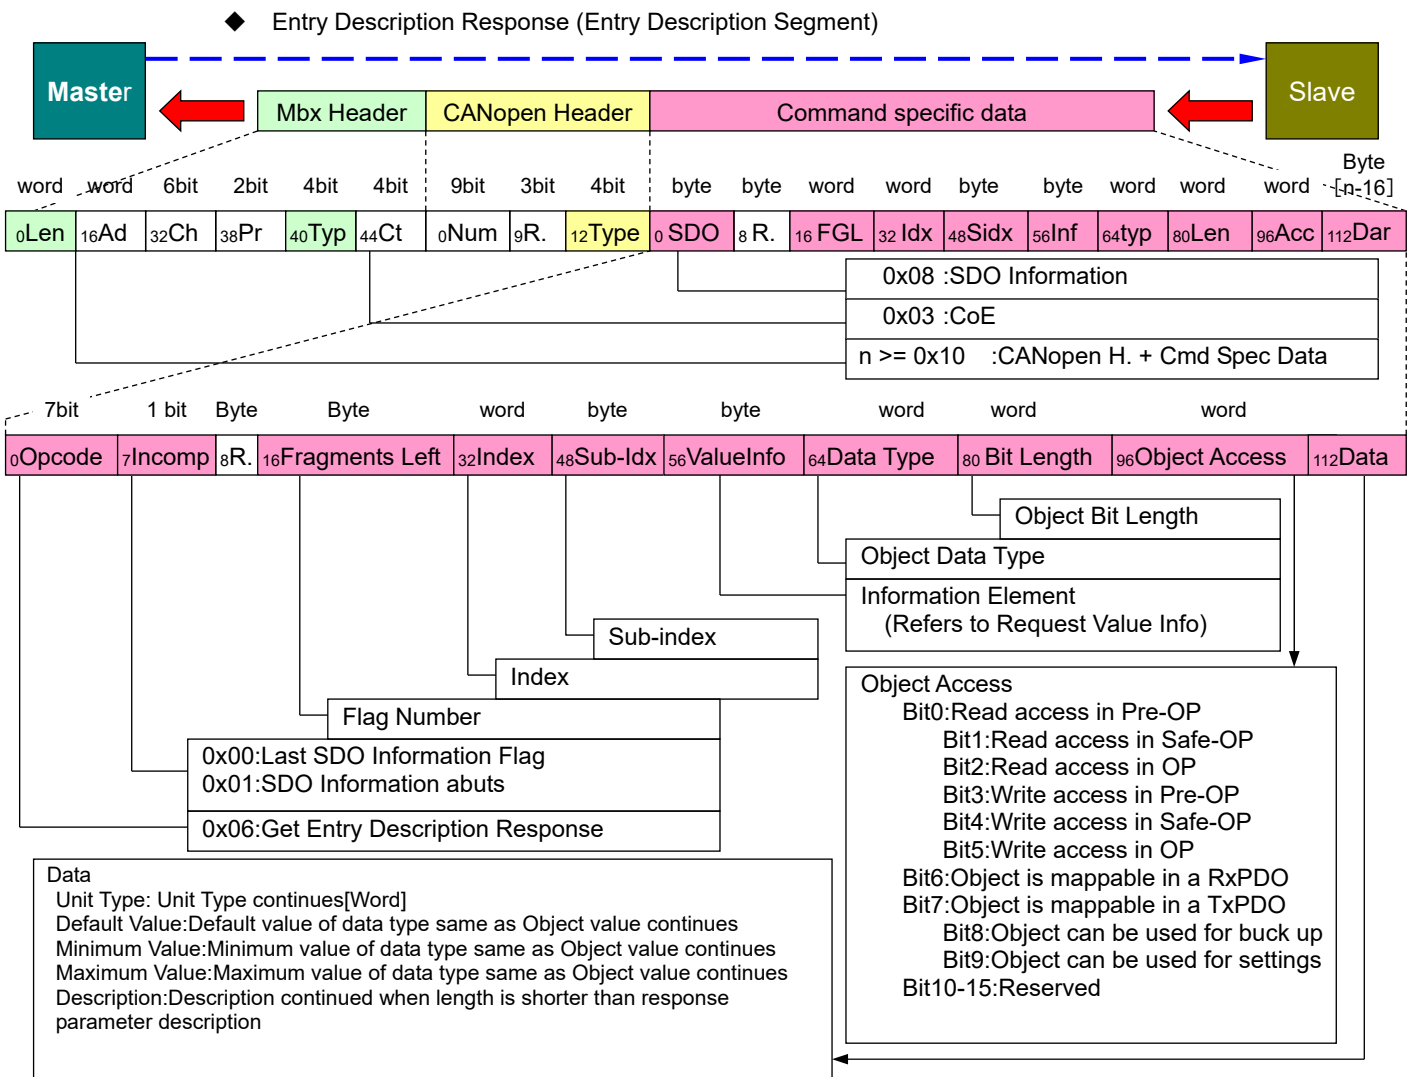 ◆ Entry Description Response (Entry Description Segment)
Master
Slave
Mbx Header CANopen Header Command specific data
word word 6bit 2bit 4bit 4bit 9bit 3bit 4bit byte byte word word byte byte word word word Byte [n-16]
0Len 16Ad 32Ch 38Pr 40Typ 44Ct 0Num 9R. 12Type 0 SDO 8 R. 16 FGL 32 Idx 48Sidx 56Inf 64typ 80Len 96Acc 112Dar
0x08 :SDO Information
0x03 :CoE
n >= 0x10 :CANopen H. + Cmd Spec Data
7bit 1 bit Byte Byte word byte byte word word word
0Opcode 7Incomp 8R. 16Fragments Left 32Index 48Sub-Idx 56ValueInfo 64Data Type 80 Bit Length 96Object Access 112Data
Object Bit Length
Object Data Type
Information Element
(Refers to Request Value Info)
Sub-index
Index
Flag Number
0x00:Last SDO Information Flag
0x01:SDO Information abuts
0x06:Get Entry Description Response
Object Access
Bit0:Read access in Pre-OP
Bit1:Read access in Safe-OP
Bit2:Read access in OP
Bit3:Write access in Pre-OP
Bit4:Write access in Safe-OP
Bit5:Write access in OP
Bit6:Object is mappable in a RxPDO
Bit7:Object is mappable in a TxPDO
Bit8:Object can be used for buck up
Bit9:Object can be used for settings
Bit10-15:Reserved
Data
Unit Type: Unit Type continues[Word]
Default Value:Default value of data type same as Object value continues
Minimum Value:Minimum value of data type same as Object value continues
Maximum Value:Maximum value of data type same as Object value continues
Description:Description continued when length is shorter than response
parameter description